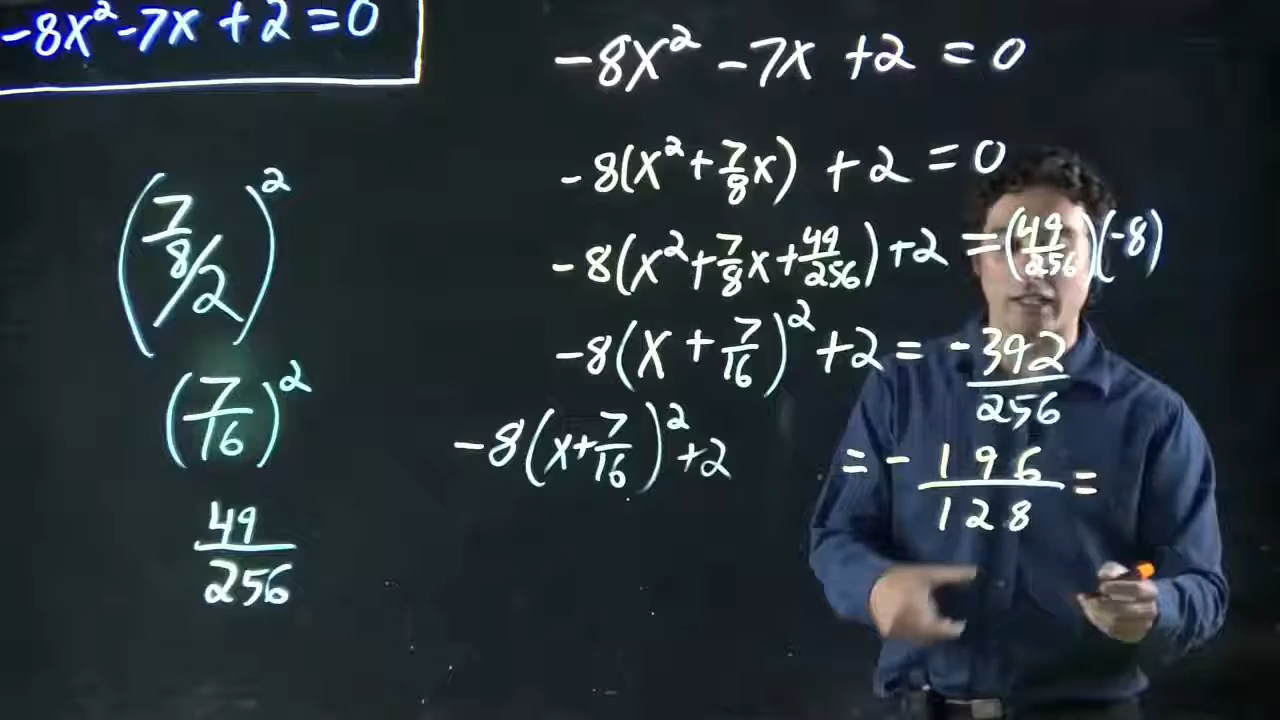 -8x² - 7x + 2 = 0
(7/8/2)²
(7/16)²
49/256
-8x² - 7x + 2 = 0
-8(x² + 7/8 x) + 2 = 0
-8(x² + 7/8 x + 49/256) + 2 = (49/256)(-8)
-8(x + 7/16)² + 2 = -392/256
-8(x + 7/16)² + 2 = -196/128 =